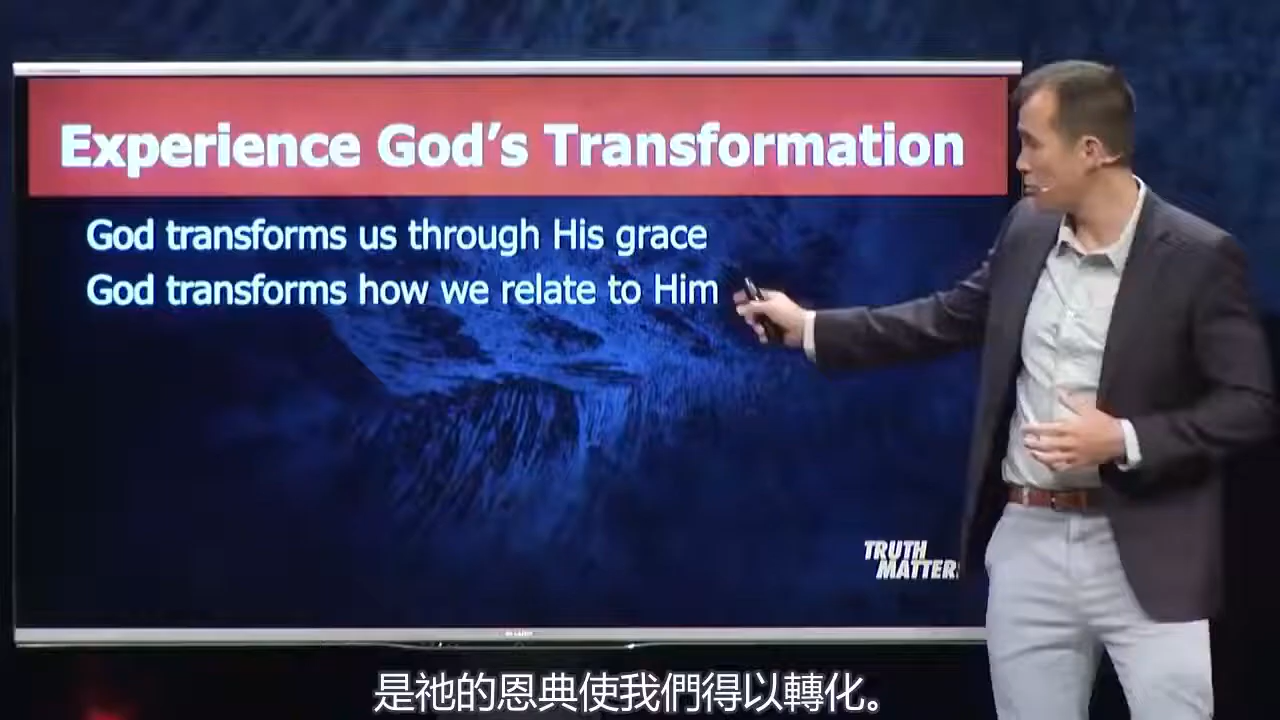 Experience God’s Transformation
God transforms us through His grace
God transforms how we relate to Him
TRUTH
MATTER
是祂的恩典使我們得以轉化。